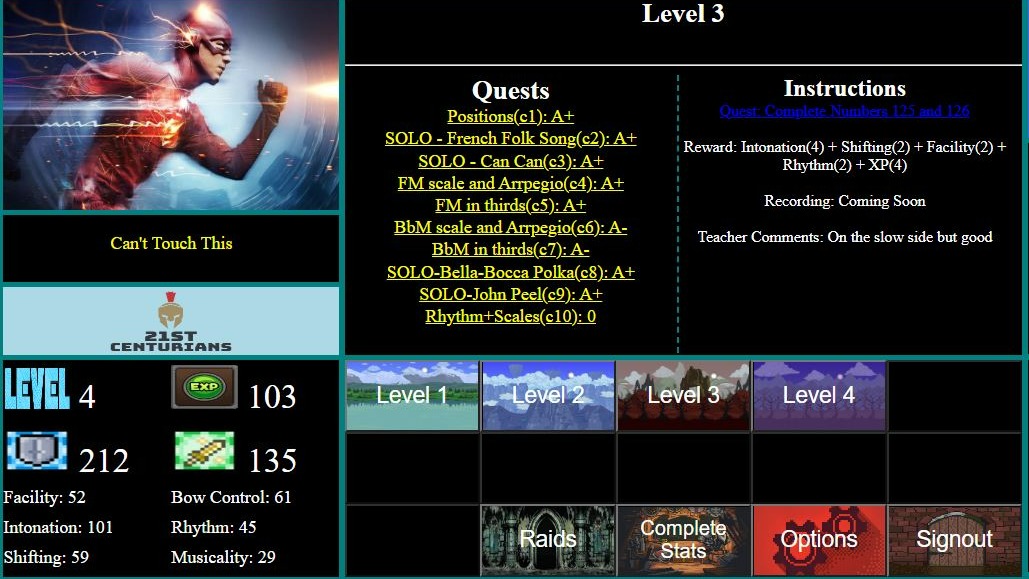 Level 3
Quests
Positions(c1): A+
SOLO - French Folk Song(c2): A+
SOLO - Can Can(c3): A+
FM scale and Arrpegio(c4): A+
FM in thirds(c5): A+
BbM scale and Arrpegio(c6): A-
BbM in thirds(c7): A-
SOLO-Bella-Bocca Polka(c8): A+
SOLO-John Peel(c9): A+
Rhythm+Scales(c10): 0
Instructions
Quest: Complete Numbers 125 and 126
Reward: Intonation(4) + Shifting(2) + Facility(2) +
Rhythm(2) + XP(4)
Recording: Coming Soon
Teacher Comments: On the slow side but good
Can't Touch This
21ST
CENTURIANS
LEVEL 4
EXP 103
212
135
Facility: 52
Bow Control: 61
Intonation: 101
Rhythm: 45
Shifting: 59
Musicality: 29
Level 1
Level 2
Level 3
Level 4
Raids
Complete
Stats
Options
Signout